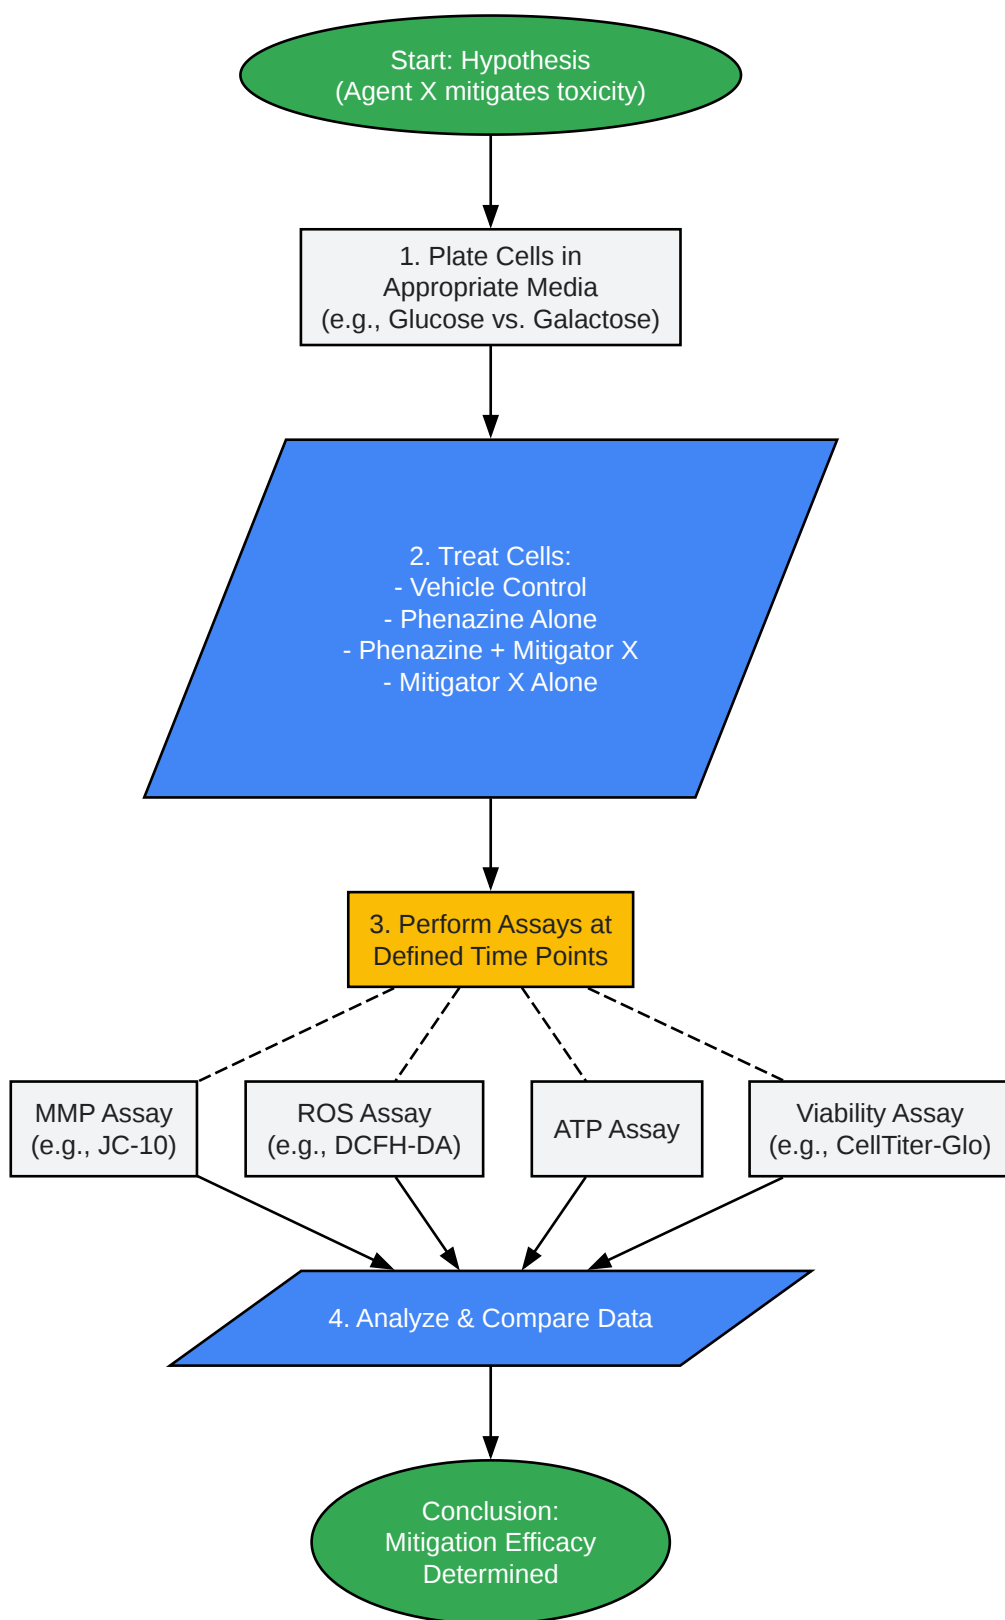 Start: Hypothesis
(Agent X mitigates toxicity)
1. Plate Cells in
Appropriate Media
(e.g., Glucose vs. Galactose)
2. Treat Cells:
- Vehicle Control
- Phenazine Alone
- Phenazine + Mitigator X
- Mitigator X Alone
3. Perform Assays at
Defined Time Points
MMP Assay
(e.g., JC-10)
ROS Assay
(e.g., DCFH-DA)
ATP Assay
Viability Assay
(e.g., CellTiter-Glo)
4. Analyze & Compare Data
Conclusion:
Mitigation Efficacy
Determined